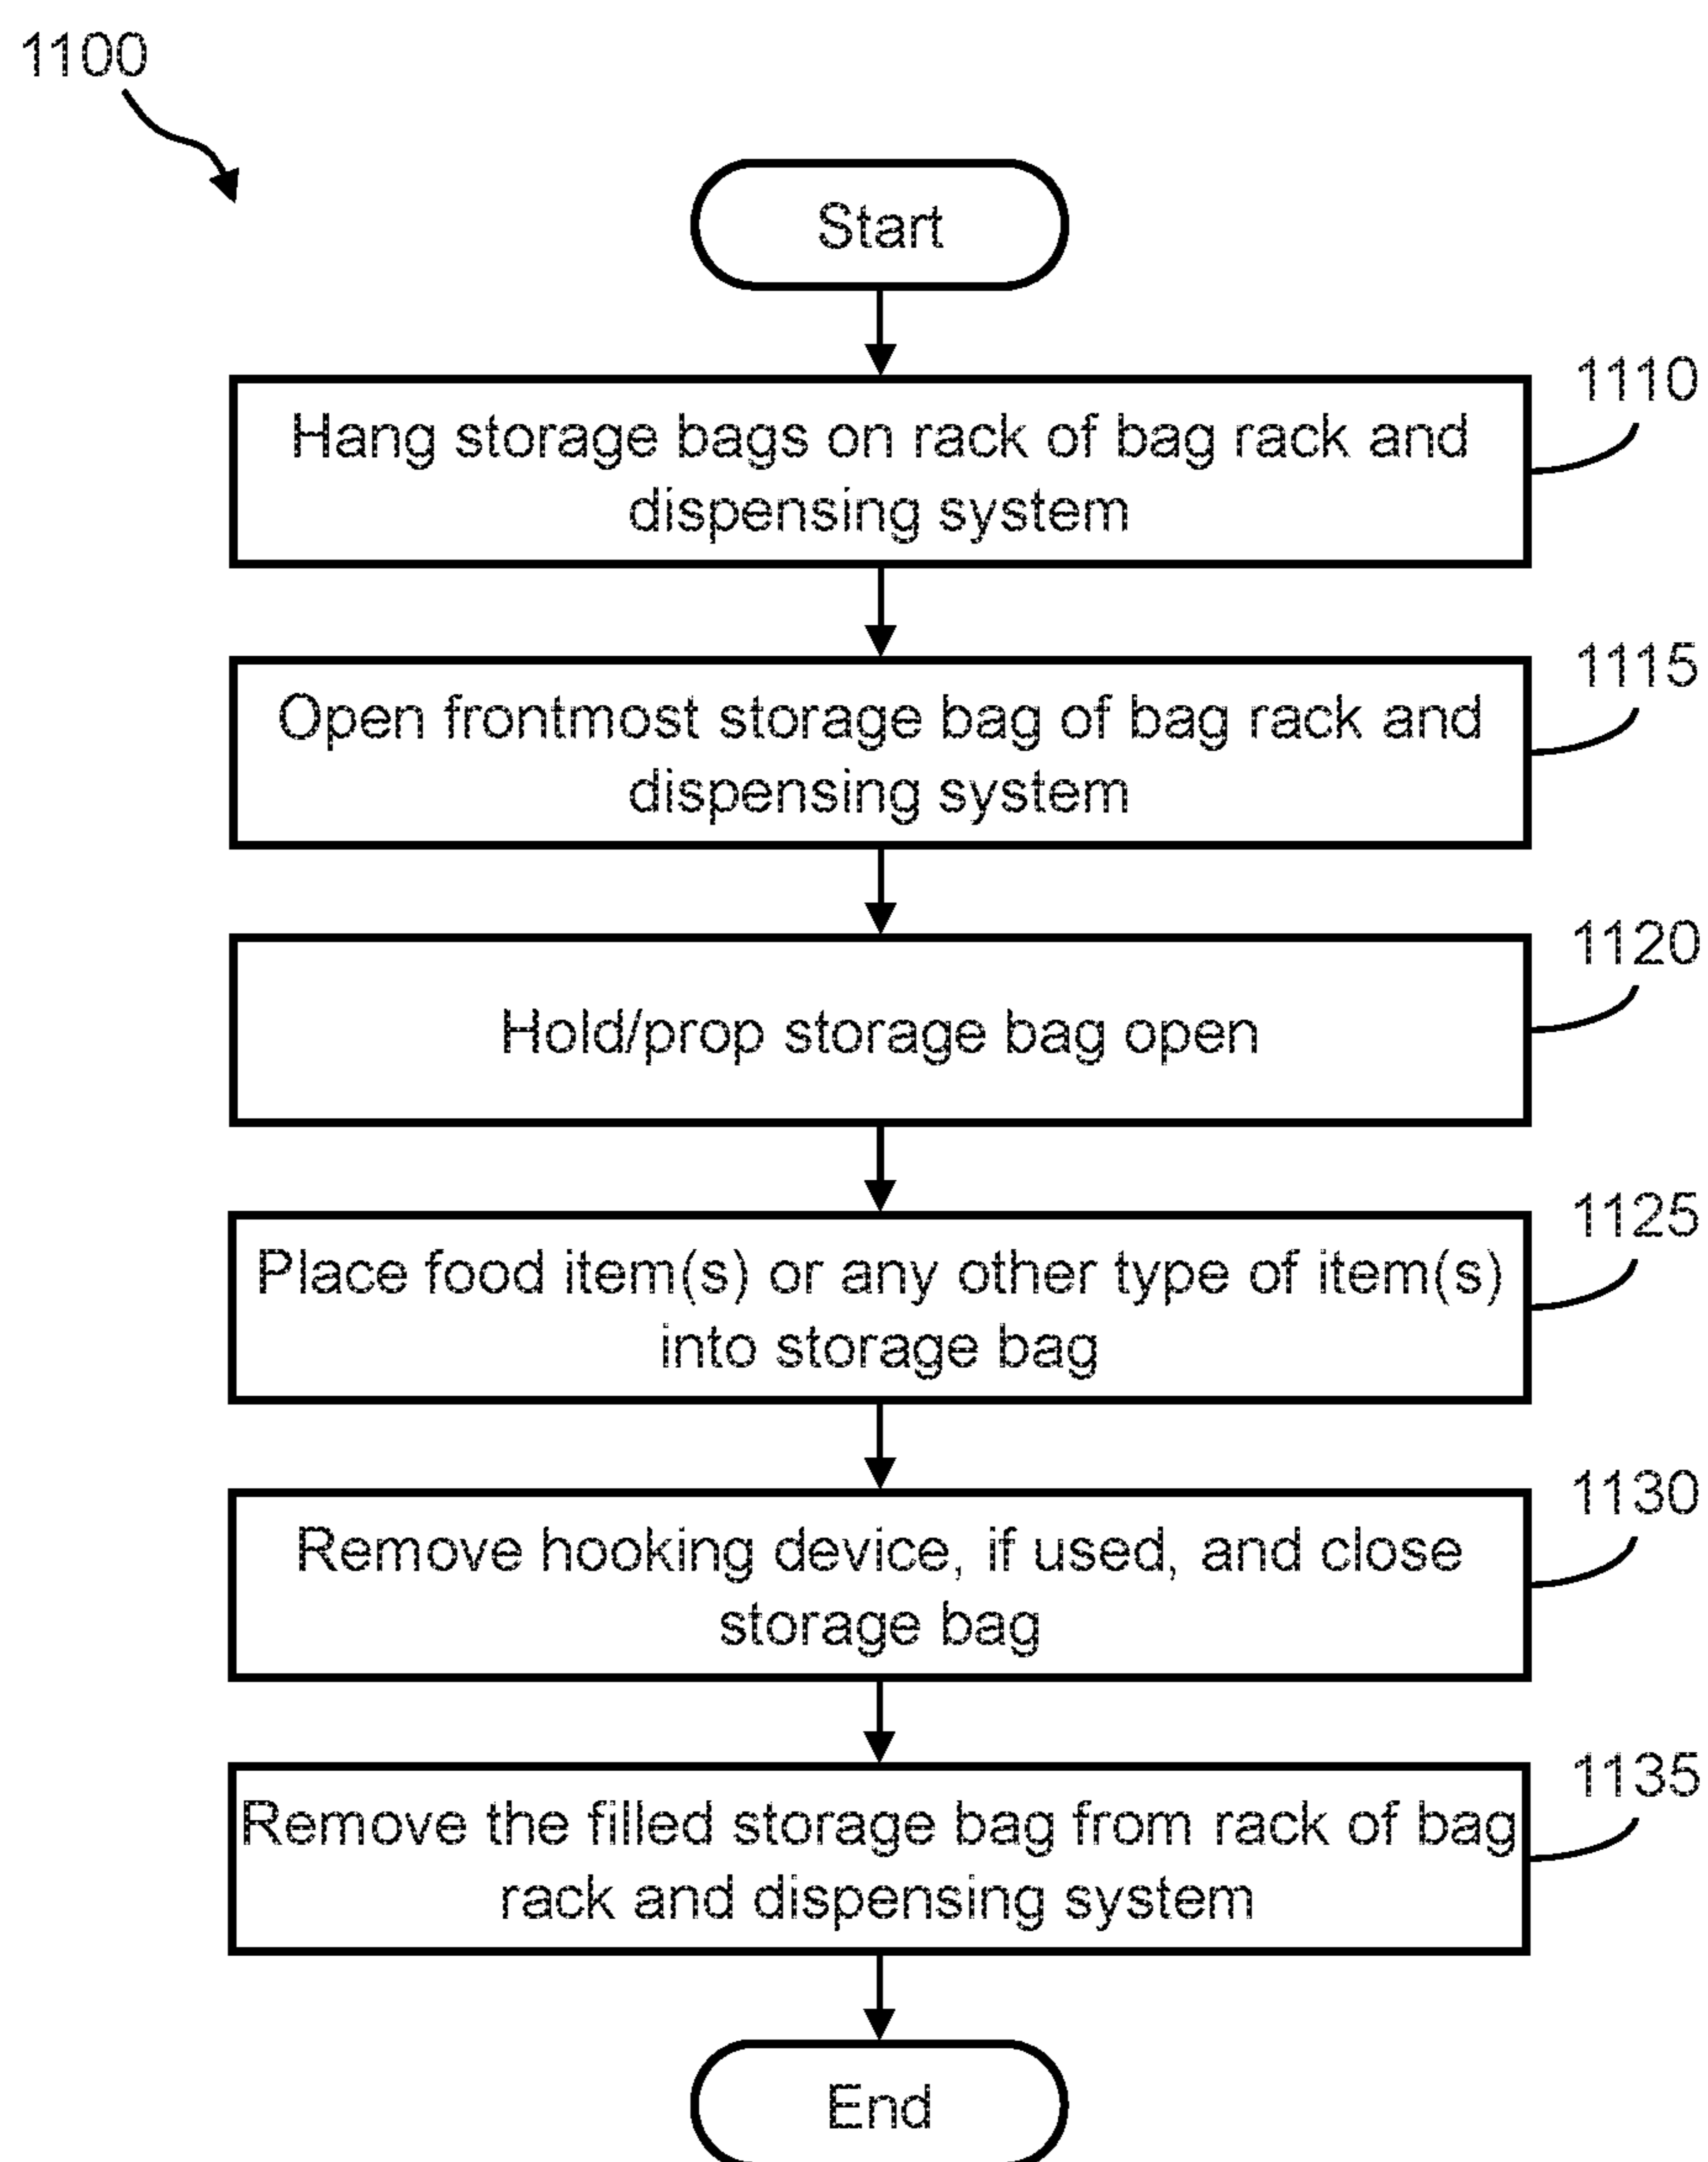 1100
Start
1110
Hang storage bags on rack of bag rack and
dispensing system
1115
Open frontmost storage bag of bag rack and
dispensing system
1120
Hold/prop storage bag open
1125
Place food item(s) or any other type of item(s)
into storage bag
1130
Remove hooking device, if used, and close
storage bag
1135
Remove the filled storage bag from rack of bag
rack and dispensing system
End